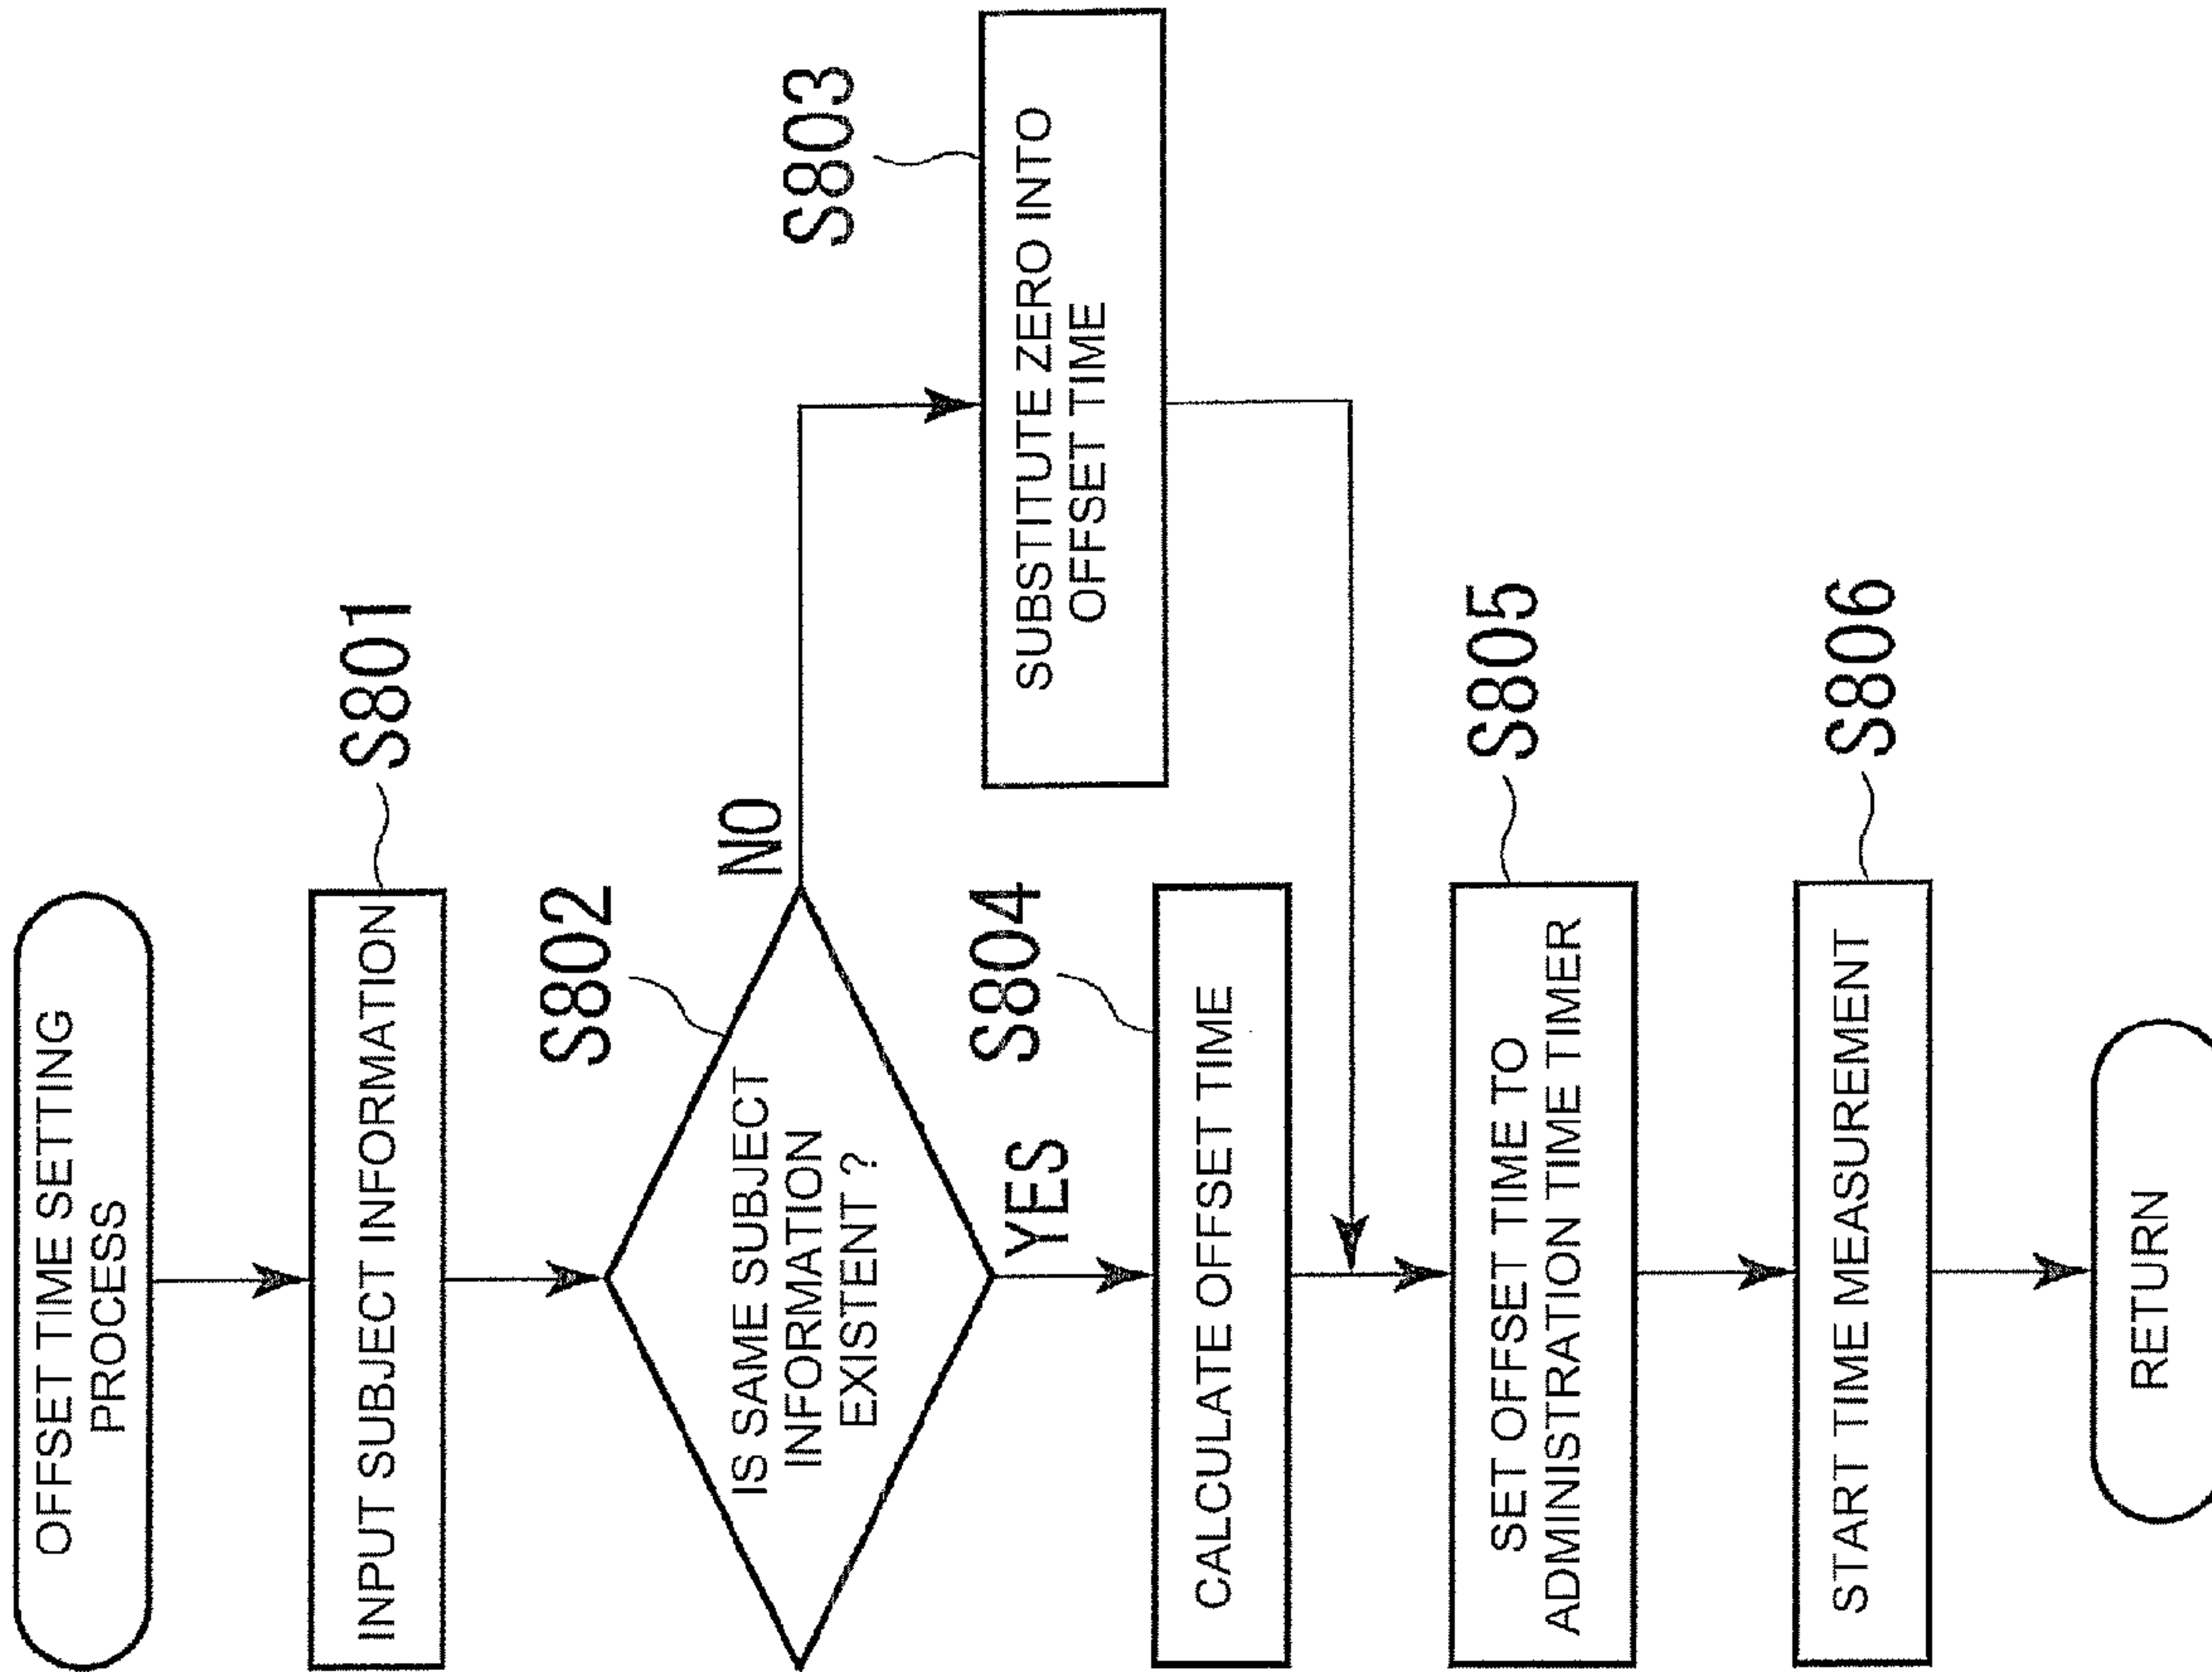 OFFSET TIME SETTING
PROCESS
INPUT SUBJECT INFORMATION
S801
S802
IS SAME SUBJECT
INFORMATION
EXISTENT ?
NO
YES
S803
SUBSTITUTE ZERO INTO
OFFSET TIME
S804
CALCULATE OFFSET TIME
S805
SET OFFSET TIME TO
ADMINISTRATION TIME TIMER
S806
START TIME MEASUREMENT
RETURN